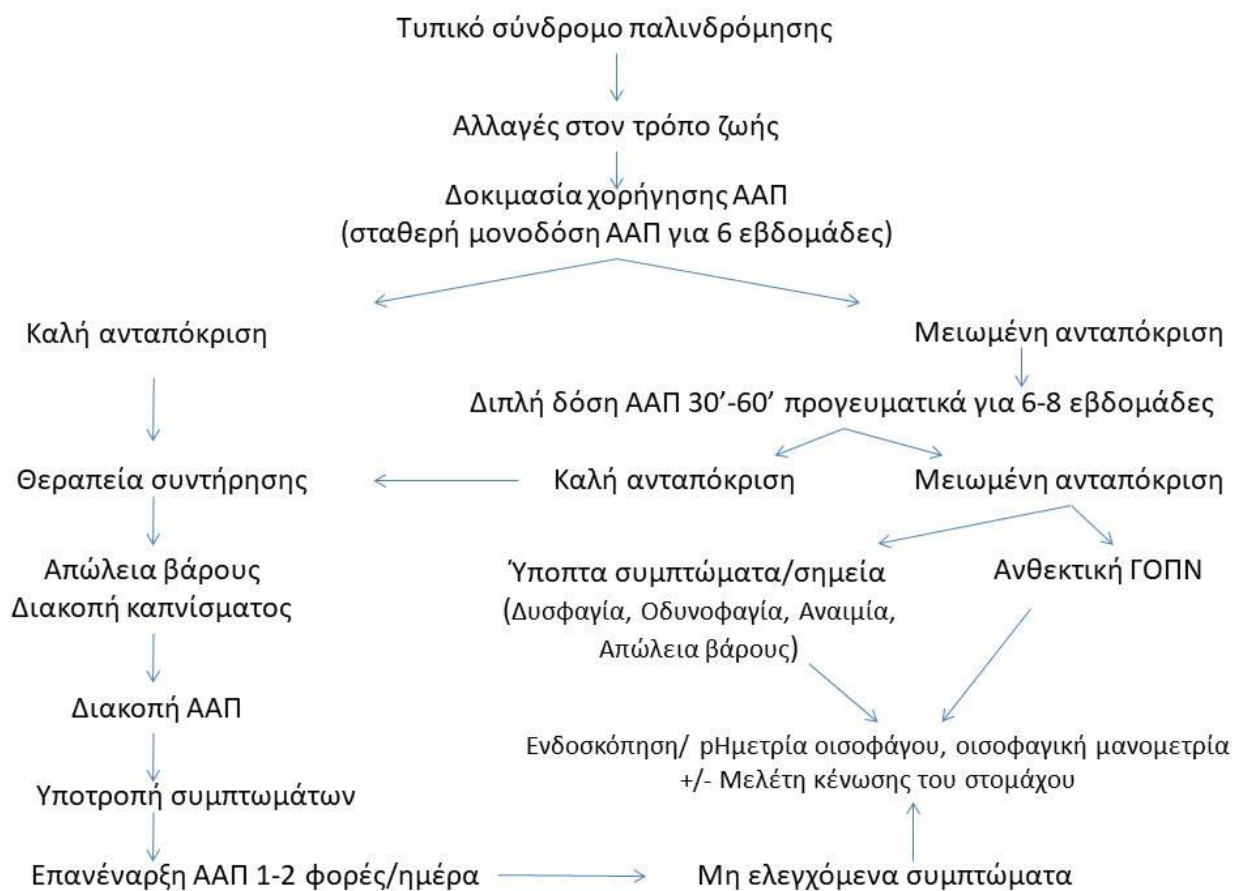 Τυπικό σύνδρομο παλινδρόμησης
Αλλαγές στον τρόπο ζωής
Δοκιμασία χορήγησης ΑΑΠ
(σταθερή μονοδόση ΑΑΠ για 6 εβδομάδες)
Καλή ανταπόκριση
Μειωμένη ανταπόκριση
Διπλή δόση ΑΑΠ 30’-60’ προγευματικά για 6-8 εβδομάδες
Θεραπεία συντήρησης
Καλή ανταπόκριση
Μειωμένη ανταπόκριση
Απώλεια βάρους
Διακοπή καπνίσματος
Ύποπτα συμπτώματα/σημεία
(Δυσφαγία, Οδυνοφαγία, Αναιμία,
Απώλεια βάρους)
Ανθεκτική ΓΟΠΝ
Διακοπή ΑΑΠ
Ενδοσκόπηση/ pHμετρία οισοφάγου, οισοφαγική μανομετρία
+/- Μελέτη κένωσης του στομάχου
Υποτροπή συμπτωμάτων
Επανέναρξη ΑΑΠ 1-2 φορές/ημέρα
Μη ελεγχόμενα συμπτώματα